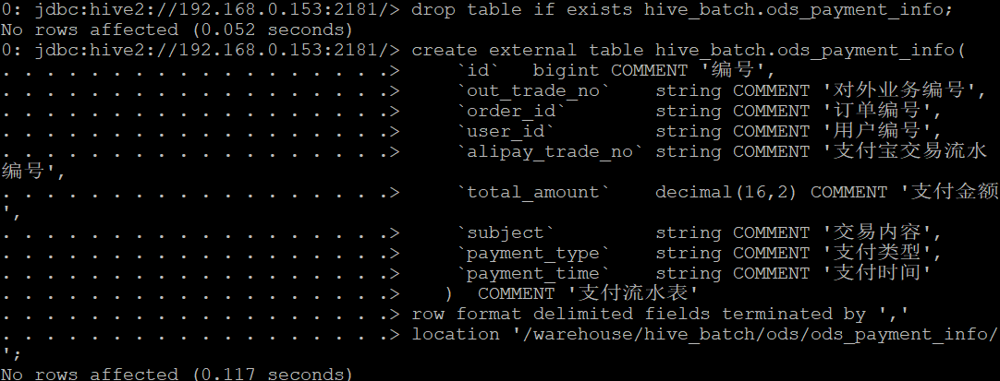 0: jdbc:hive2://192.168.0.153:2181/> drop table if exists hive_batch.ods_payment_info;
No rows affected (0.052 seconds)
0: jdbc:hive2://192.168.0.153:2181/> create external table hive_batch.ods_payment_info(
. . . . . . . . . . . . . . . . . .>     `id`   bigint COMMENT '编号',
. . . . . . . . . . . . . . . . . .>     `out_trade_no`    string COMMENT '对外业务编号',
. . . . . . . . . . . . . . . . . .>     `order_id`        string COMMENT '订单编号',
. . . . . . . . . . . . . . . . . .>     `user_id`         string COMMENT '用户编号',
. . . . . . . . . . . . . . . . . .>     `alipay_trade_no` string COMMENT '支付宝交易流水
编号',
. . . . . . . . . . . . . . . . . .>     `total_amount`    decimal(16,2) COMMENT '支付金额
',
. . . . . . . . . . . . . . . . . .>     `subject`         string COMMENT '交易内容',
. . . . . . . . . . . . . . . . . .>     `payment_type`    string COMMENT '支付类型',
. . . . . . . . . . . . . . . . . .>     `payment_time`    string COMMENT '支付时间'
. . . . . . . . . . . . . . . . . .>    )  COMMENT '支付流水表'
. . . . . . . . . . . . . . . . . .> row format delimited fields terminated by ','
. . . . . . . . . . . . . . . . . .> location '/warehouse/hive_batch/ods/ods_payment_info/
';
No rows affected (0.117 seconds)